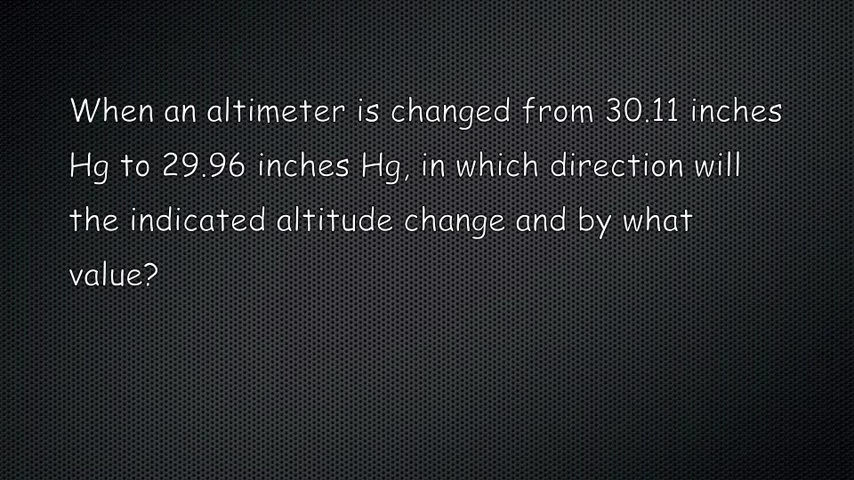 When an altimeter is changed from 30.11 inches
Hg to 29.96 inches Hg, in which direction will
the indicated altitude change and by what
value?